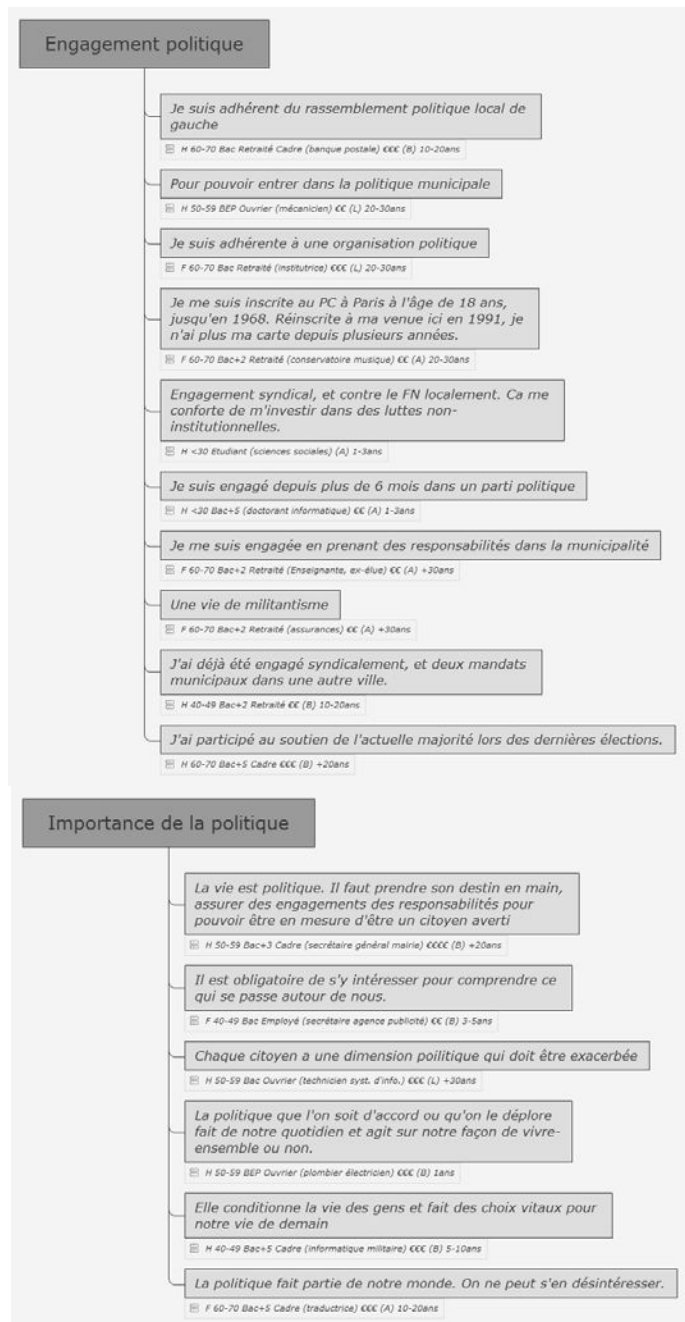 Engagement politique
Je suis adhérent du rassemblement politique local de
gauche
H 60-70 Bac Retraité Cadre (banque postale) €€€ (B) 10-20ans
Pour pouvoir entrer dans la politique municipale
H 50-59 BEP Ouvrier (mécanicien) €€ (L) 20-30ans
Je suis adhérente à une organisation politique
F 60-70 Bac Retraité (institutrice) €€€ (L) 20-30ans
Je me suis inscrite au PC à Paris à l'âge de 18 ans,
jusqu'en 1968. Réinscrite à ma venue ici en 1991, je
n'ai plus ma carte depuis plusieurs années.
F 60-70 Bac+2 Retraité (conservatoire musique) €€ (A) 20-30ans
Engagement syndical, et contre le FN localement. Ca me
conforte de m'investir dans des luttes non-
institutionnelles.
H <30 Etudiant (sciences sociales) (A) 1-3ans
Je suis engagé depuis plus de 6 mois dans un parti politique
H <30 Bac+5 (doctorant informatique) €€ (A) 1-3ans
Je me suis engagée en prenant des responsabilités dans la municipalité
F 60-70 Bac+2 Retraité (Enseignante, ex-élue) €€ (A) +30ans
Une vie de militantisme
F 60-70 Bac+2 Retraité (assurances) €€ (A) +30ans
J'ai déjà été engagé syndicalement, et deux mandats
municipaux dans une autre ville.
H 40-49 Bac+2 Retraité €€ (B) 10-20ans
J'ai participé au soutien de l'actuelle majorité lors des dernières élections.
H 60-70 Bac+5 Cadre €€€ (B) +20ans
Importance de la politique
La vie est politique. Il faut prendre son destin en main,
assurer des engagements des responsabilités pour
pouvoir être en mesure d'être un citoyen averti
H 50-59 Bac+3 Cadre (secrétaire général mairie) €€€€ (B) +20ans
Il est obligatoire de s'y intéresser pour comprendre ce
qui se passe autour de nous.
F 40-49 Bac Employé (secrétaire agence publicité) €€ (B) 3-5ans
Chaque citoyen a une dimension poilitique qui doit être exacerbée
H 50-59 Bac Ouvrier (technicien syst. d'info.) €€€ (L) +30ans
La politique que l'on soit d'accord ou qu'on le déplore
fait de notre quotidien et agit sur notre façon de vivre-
ensemble ou non.
H 50-59 BEP Ouvrier (plombier électricien) €€€ (B) 1ans
Elle conditionne la vie des gens et fait des choix vitaux pour
notre vie de demain
H 40-49 Bac+5 Cadre (informatique militaire) €€€ (B) 5-10ans
La politique fait partie de notre monde. On ne peut s'en désintéresser.
F 60-70 Bac+5 Cadre (traductrice) €€€ (A) 10-20ans